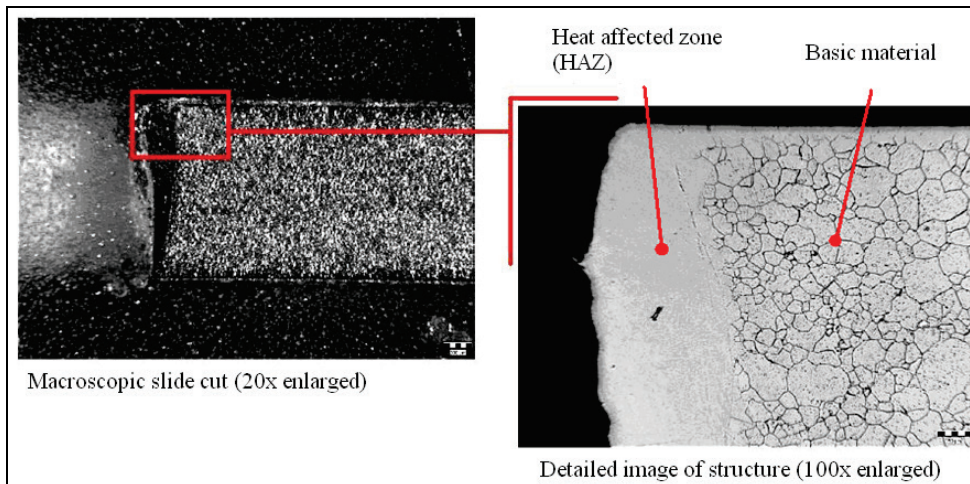 Heat affected zone
(HAZ)
Basic material
Macroscopic slide cut (20x enlarged)
Detailed image of structure (100x enlarged)